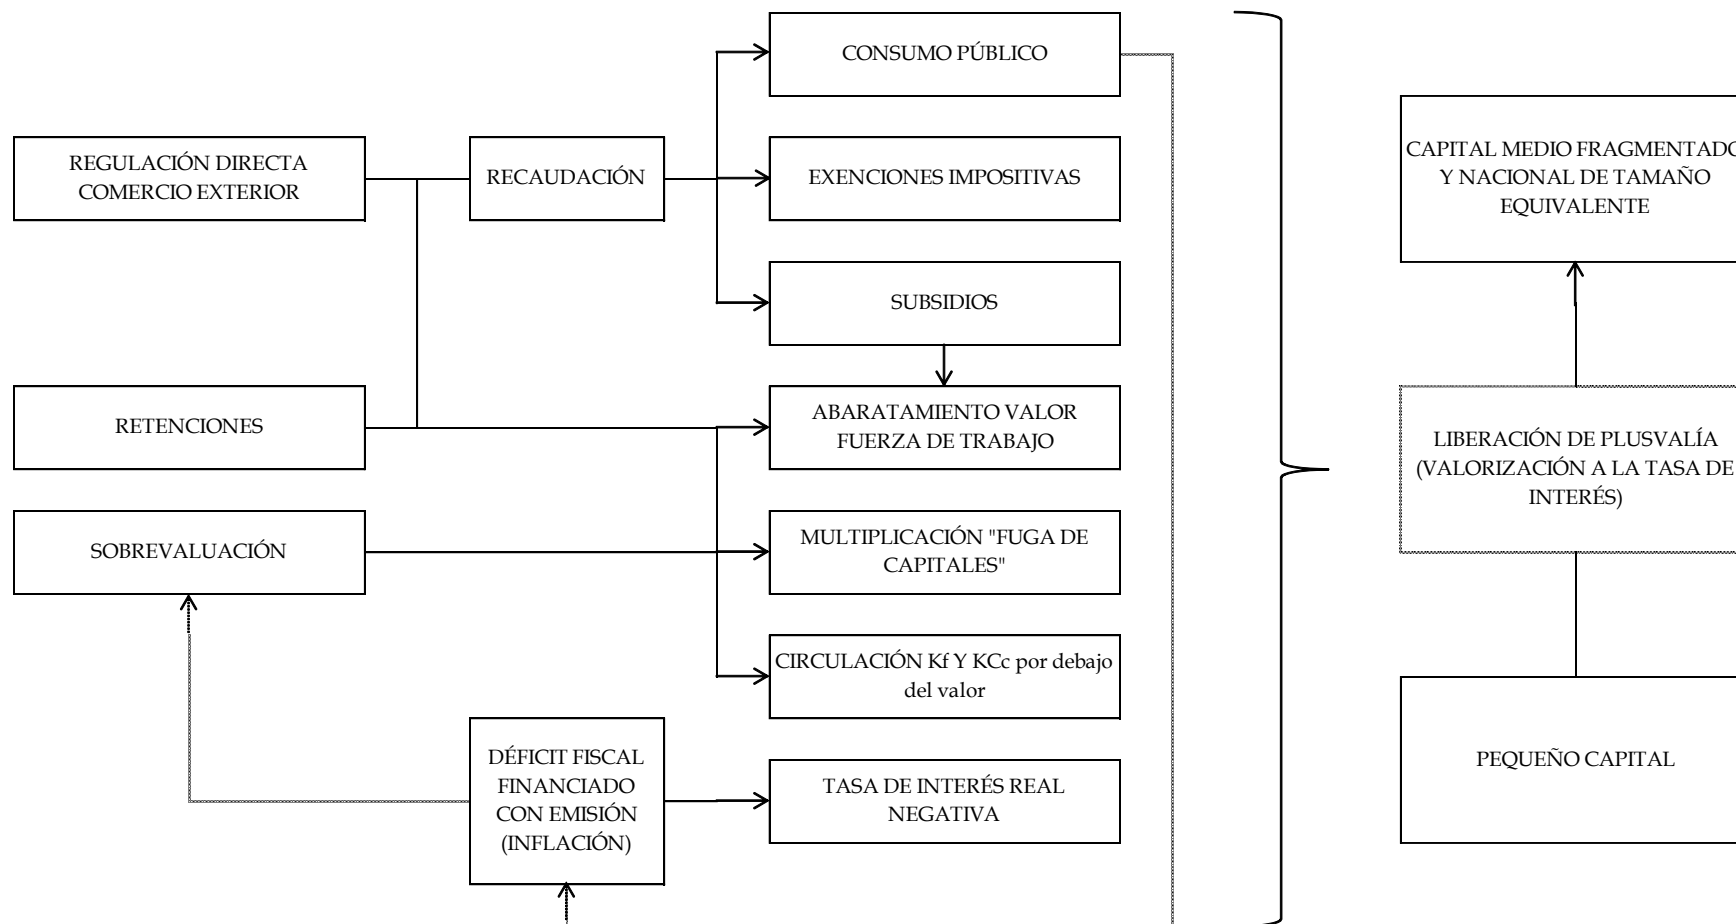 CONSUMO PÚBLICO
REGULACIÓN DIRECTA
COMERCIO EXTERIOR
RECAUDACIÓN
EXENCIONES IMPOSITIVAS
SUBSIDIOS
RETENCIONES
ABARATAMIENTO VALOR
FUERZA DE TRABAJO
SOBREVALUACIÓN
MULTIPLICACIÓN "FUGA DE
CAPITALES"
CIRCULACIÓN Kf Y KCc por debajo
del valor
DÉFICIT FISCAL
FINANCIADO
CON EMISIÓN
(INFLACIÓN)
TASA DE INTERÉS REAL
NEGATIVA
CAPITAL MEDIO FRAGMENTADO
Y NACIONAL DE TAMAÑO
EQUIVALENTE
LIBERACIÓN DE PLUSVALÍA
(VALORIZACIÓN A LA TASA DE
INTERÉS)
PEQUEÑO CAPITAL